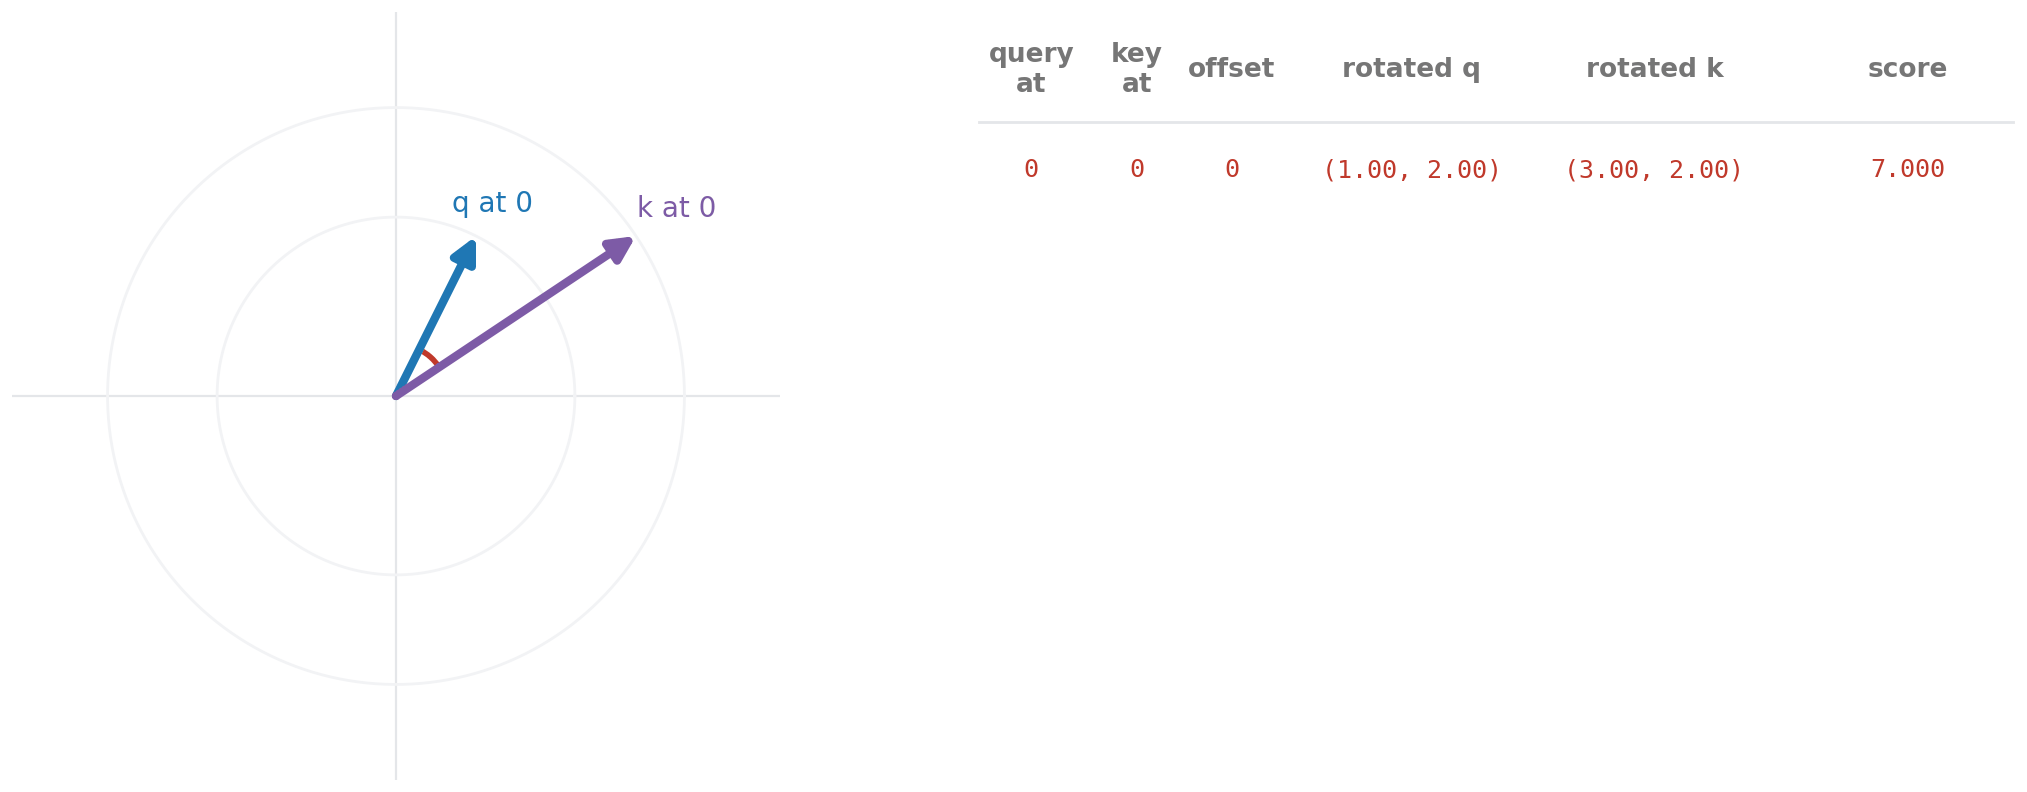 query at key at offset rotated q rotated k score
0 0 0 (1.00, 2.00) (3.00, 2.00) 7.000
q at 0
k at 0